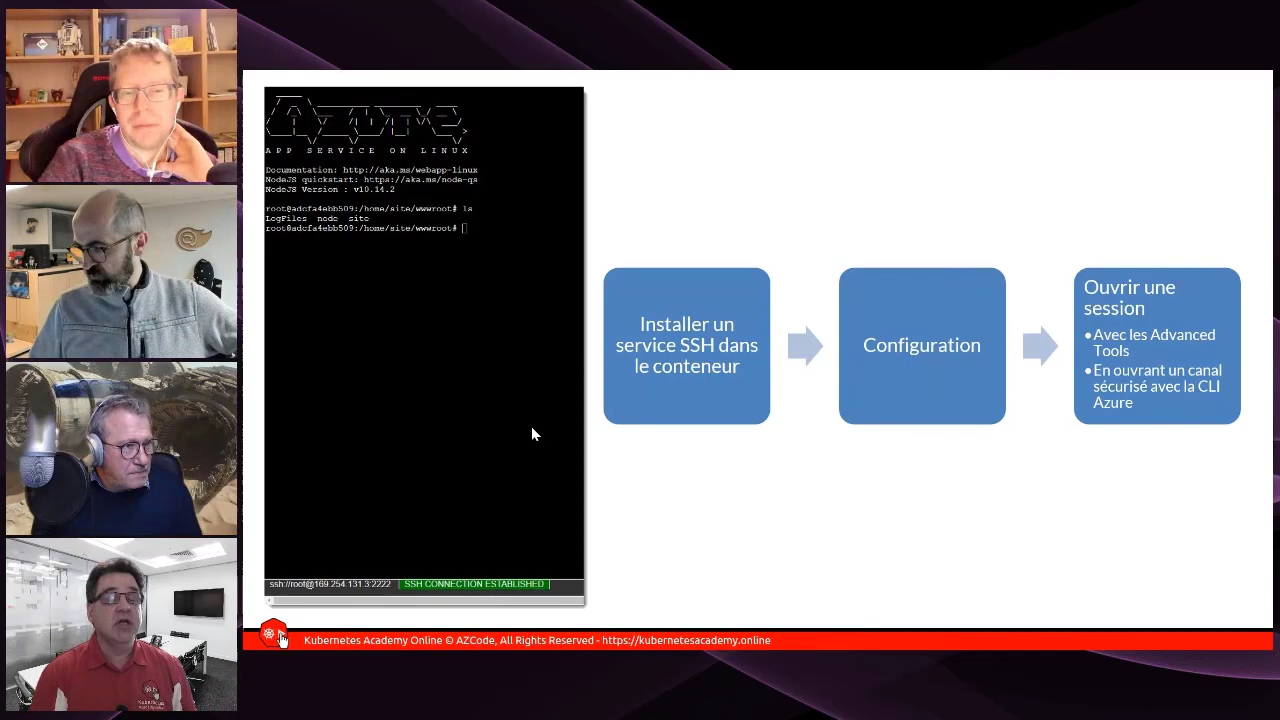 APP SERVICE ON LINUX
Documentation: http://aka.ms/webapp-linux
NodeJS quickstart: https://aka.ms/node-qs
NodeJS Version : v10.14.2
root@adcfa4ebb509:/home/site/wwwroot# ls
LogFiles node site
root@adcfa4ebb509:/home/site/wwwroot#
ssh://root@169.254.131.3:2222 | SSH CONNECTION ESTABLISHED |
Installer un
service SSH dans
le conteneur
Configuration
Ouvrir une
session
•Avec les Advanced
Tools
•En ouvrant un canal
sécurisé avec la CLI
Azure
Kubernetes Academy Online © AZCode, All Rights Reserved - https://kubernetesacademy.online